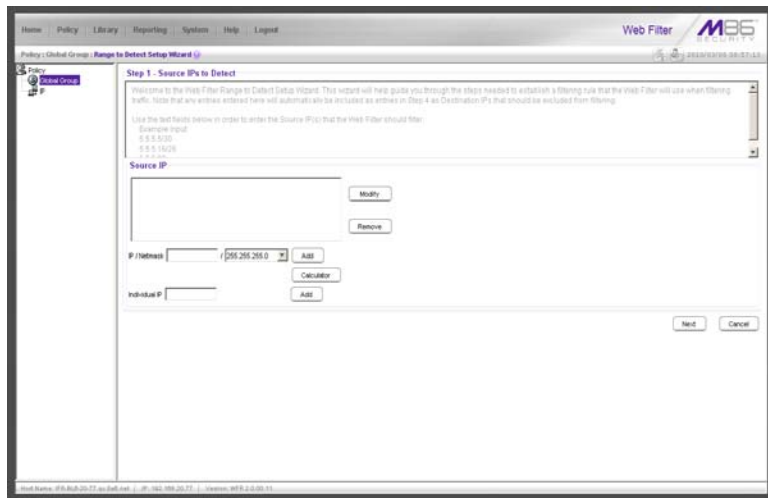 Home Policy Library Reporting System Help Logout
Web Filter
M86 SECURITY
Policy : Global Group : Range to Detect Setup Wizard
Policy
Global Group
IP
Step 1 - Source IPs to Detect
Welcome to the Web Filter Range to Detect Setup Wizard. This wizard will help guide you through the steps needed to establish a filtering rule that the Web Filter will use when filtering
traffic. Note that any entries entered here will automatically be included as entries in Step 4 as Destination IPs that should be excluded from filtering.
Use the text fields below in order to enter the Source IP(s) that the Web Filter should filter:
Example Input
5.5.5.5/30
5.5.5.16/26
Source IP
Modify
Remove
IP / Netmask / 255.255.255.0 Add
Calculator
Individual IP Add
Next Cancel